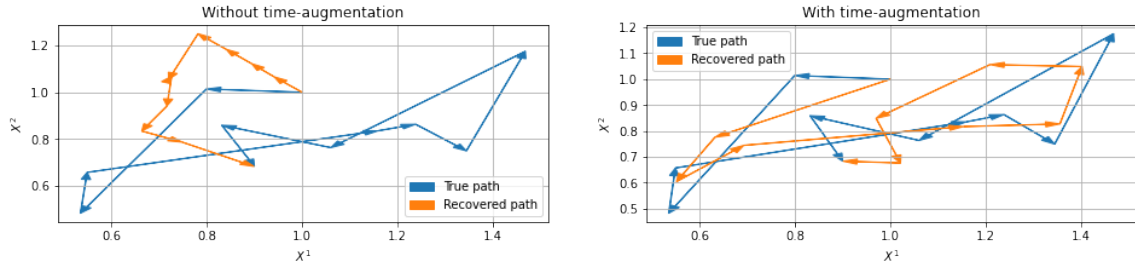 Without time-augmentation
1.2
1.0
0.8
0.6
X²
0.6
0.8
1.0
1.2
1.4
X¹
True path
Recovered path
With time-augmentation
1.2
1.1
1.0
0.9
0.8
0.7
0.6
0.5
X²
0.6
0.8
1.0
1.2
1.4
X¹
True path
Recovered path